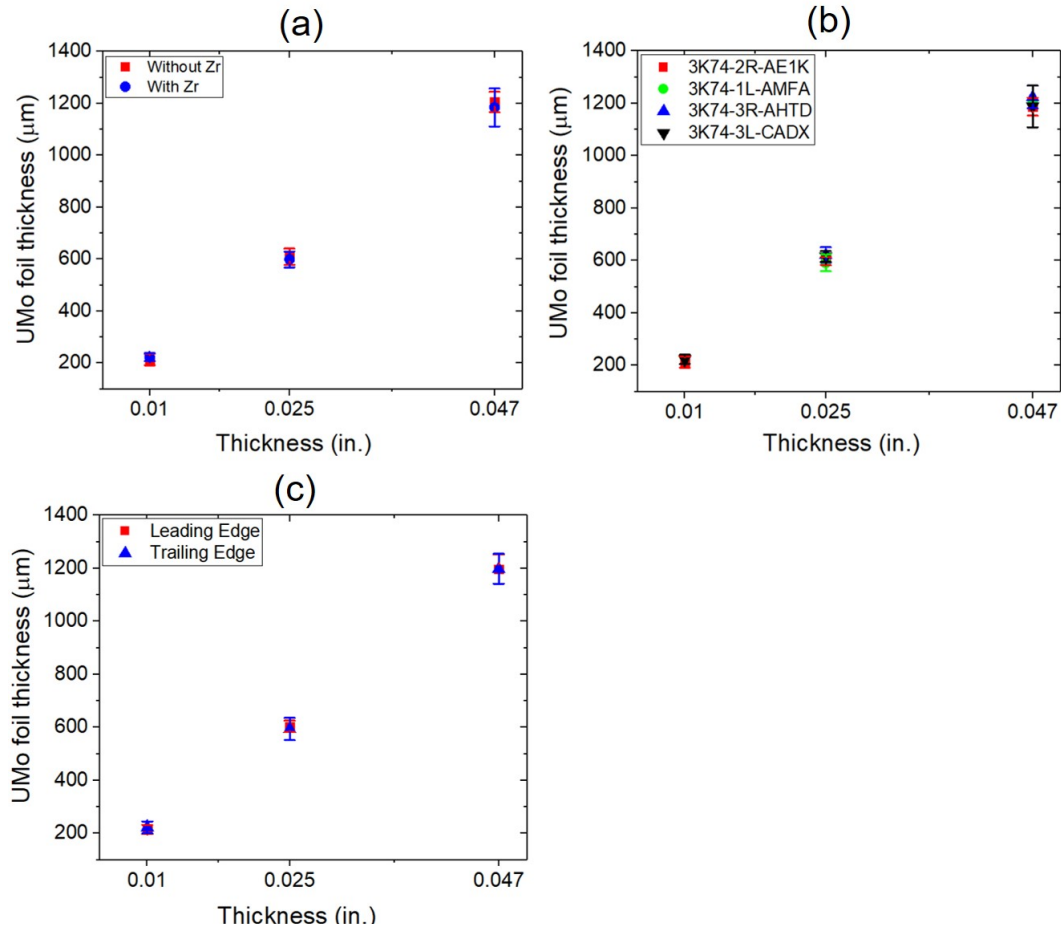 (a)
1400
1200
1000
800
600
400
200
UMo foil thickness (μm)
Without Zr
With Zr
0.01
0.025
0.047
Thickness (in.)
(b)
1400
1200
1000
800
600
400
200
UMo foil thickness (μm)
3K74-2R-AE1K
3K74-1L-AMFA
3K74-3R-AHTD
3K74-3L-CADX
0.01
0.025
0.047
Thickness (in.)
(c)
1400
1200
1000
800
600
400
200
UMo foil thickness (μm)
Leading Edge
Trailing Edge
0.01
0.025
0.047
Thickness (in.)